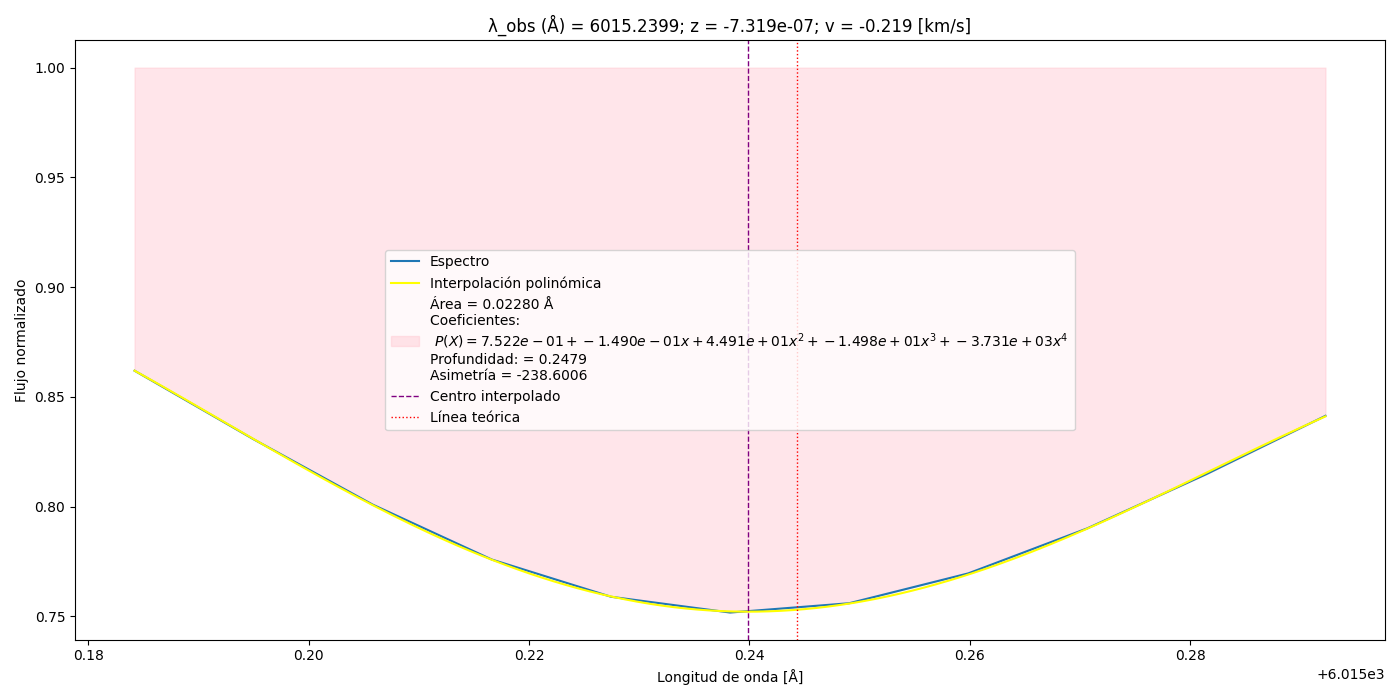 λ_obs (Å) = 6015.2399; z = -7.319e-07; v = -0.219 [km/s]
Flujo normalizado
1.00
0.95
0.90
0.85
0.80
0.75
Espectro
Interpolación polinómica
Área = 0.02280 Å
Coeficientes:
P(X) = 7.522e − 01 + −1.490e − 01x + 4.491e + 01x² + −1.498e + 01x³ + −3.731e + 03x⁴
Profundidad: = 0.2479
Asimetría = -238.6006
Centro interpolado
Línea teórica
0.18 0.20 0.22 0.24 0.26 0.28
+6.015e3
Longitud de onda [Å]